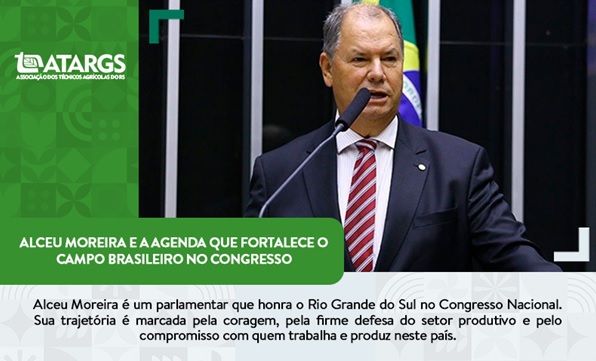 ATARGS
ASSOCIAÇÃO DOS TÉCNICOS AGRÍCOLAS DO RS
ALCEU MOREIRA E A AGENDA QUE FORTALECE O
CAMPO BRASILEIRO NO CONGRESSO
Alceu Moreira é um parlamentar que honra o Rio Grande do Sul no Congresso Nacional.
Sua trajetória é marcada pela coragem, pela firme defesa do setor produtivo e pelo
compromisso com quem trabalha e produz neste país.